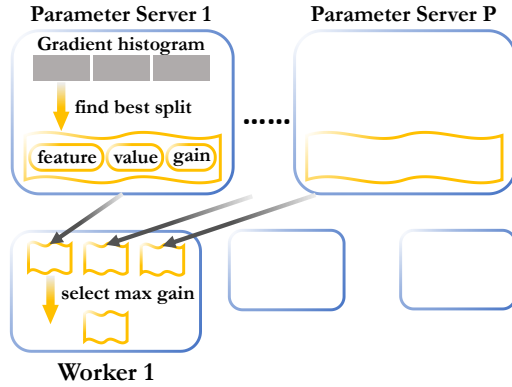 Parameter Server 1
Parameter Server P
Gradient histogram
find best split
......
feature value gain
select max gain
Worker 1